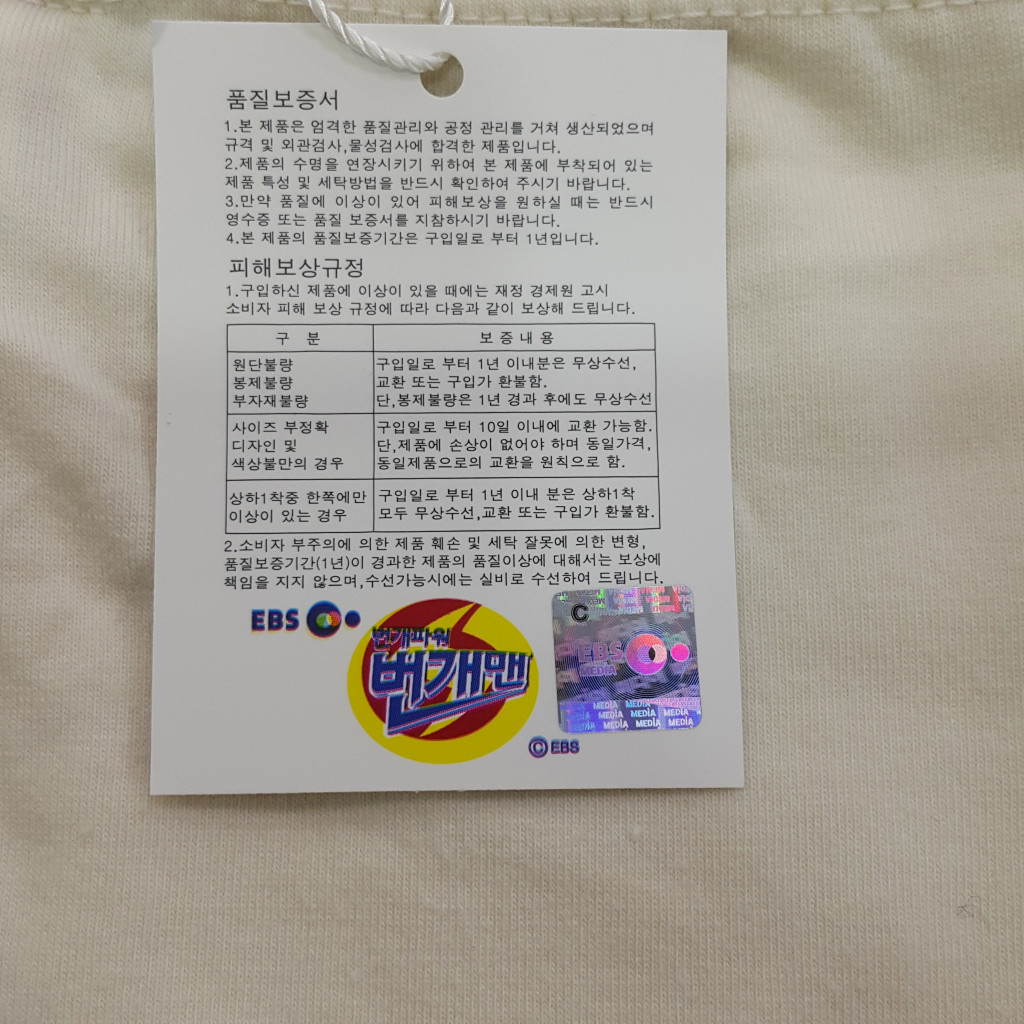 품질보증서
1.본 제품은 엄격한 품질관리와 공정 관리를 거쳐 생산되었으며
규격 및 외관검사,물성검사에 합격한 제품입니다.
2.제품의 수명을 연장시키기 위하여 본 제품에 부착되어 있는
제품 특성 및 세탁방법을 반드시 확인하여 주시기 바랍니다.
3.만약 품질에 이상이 있어 피해보상을 원하실 때는 반드시
영수증 또는 품질 보증서를 지참하시기 바랍니다.
4.본 제품의 품질보증기간은 구입일로 부터 1년입니다.
피해보상규정
1.구입하신 제품에 이상이 있을 때에는 재정 경제원 고시
소비자 피해 보상 규정에 따라 다음과 같이 보상해 드립니다.
구 분 보 증 내 용
원단불량 구입일로 부터 1년 이내분은 무상수선,
봉제불량 교환 또는 구입가 환불함.
부자재불량 단,봉제불량은 1년 경과 후에도 무상수선
사이즈 부정확 구입일로 부터 10일 이내에 교환 가능함.
디자인 및 단,제품에 손상이 없어야 하며 동일가격,
색상불만의 경우 동일제품으로의 교환을 원칙으로 함.
상하1착중 한쪽에만 구입일로 부터 1년 이내 분은 상하1착
이상이 있는 경우 모두 무상수선,교환 또는 구입가 환불함.
2.소비자 부주의에 의한 제품 훼손 및 세탁 잘못에 의한 변형,
품질보증기간(1년)이 경과한 제품의 품질이상에 대해서는 보상에
책임을 지지 않으며,수선가능시에는 실비로 수선하여 드립니다.
EBS
번개파워
번개맨
C
EBS
MEDIA
MEDIA MEDIA
MEDIA MEDIA MEDIA
MEDIA MEDIA MEDIA
© EBS